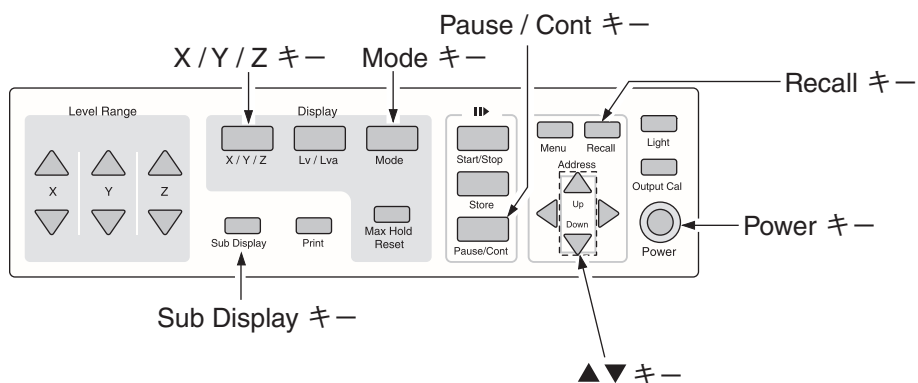 Pause / Cont キー
X / Y / Z キー
Mode キー
Recall キー
Level Range
Display
X
Y
Z
X / Y / Z
Lv / Lva
Mode
Sub Display
Print
Max Hold
Reset
Start/Stop
Store
Pause/Cont
Menu
Recall
Address
Up
Down
Light
Output Cal
Power
Power キー
Sub Display キー
▲▼ キー